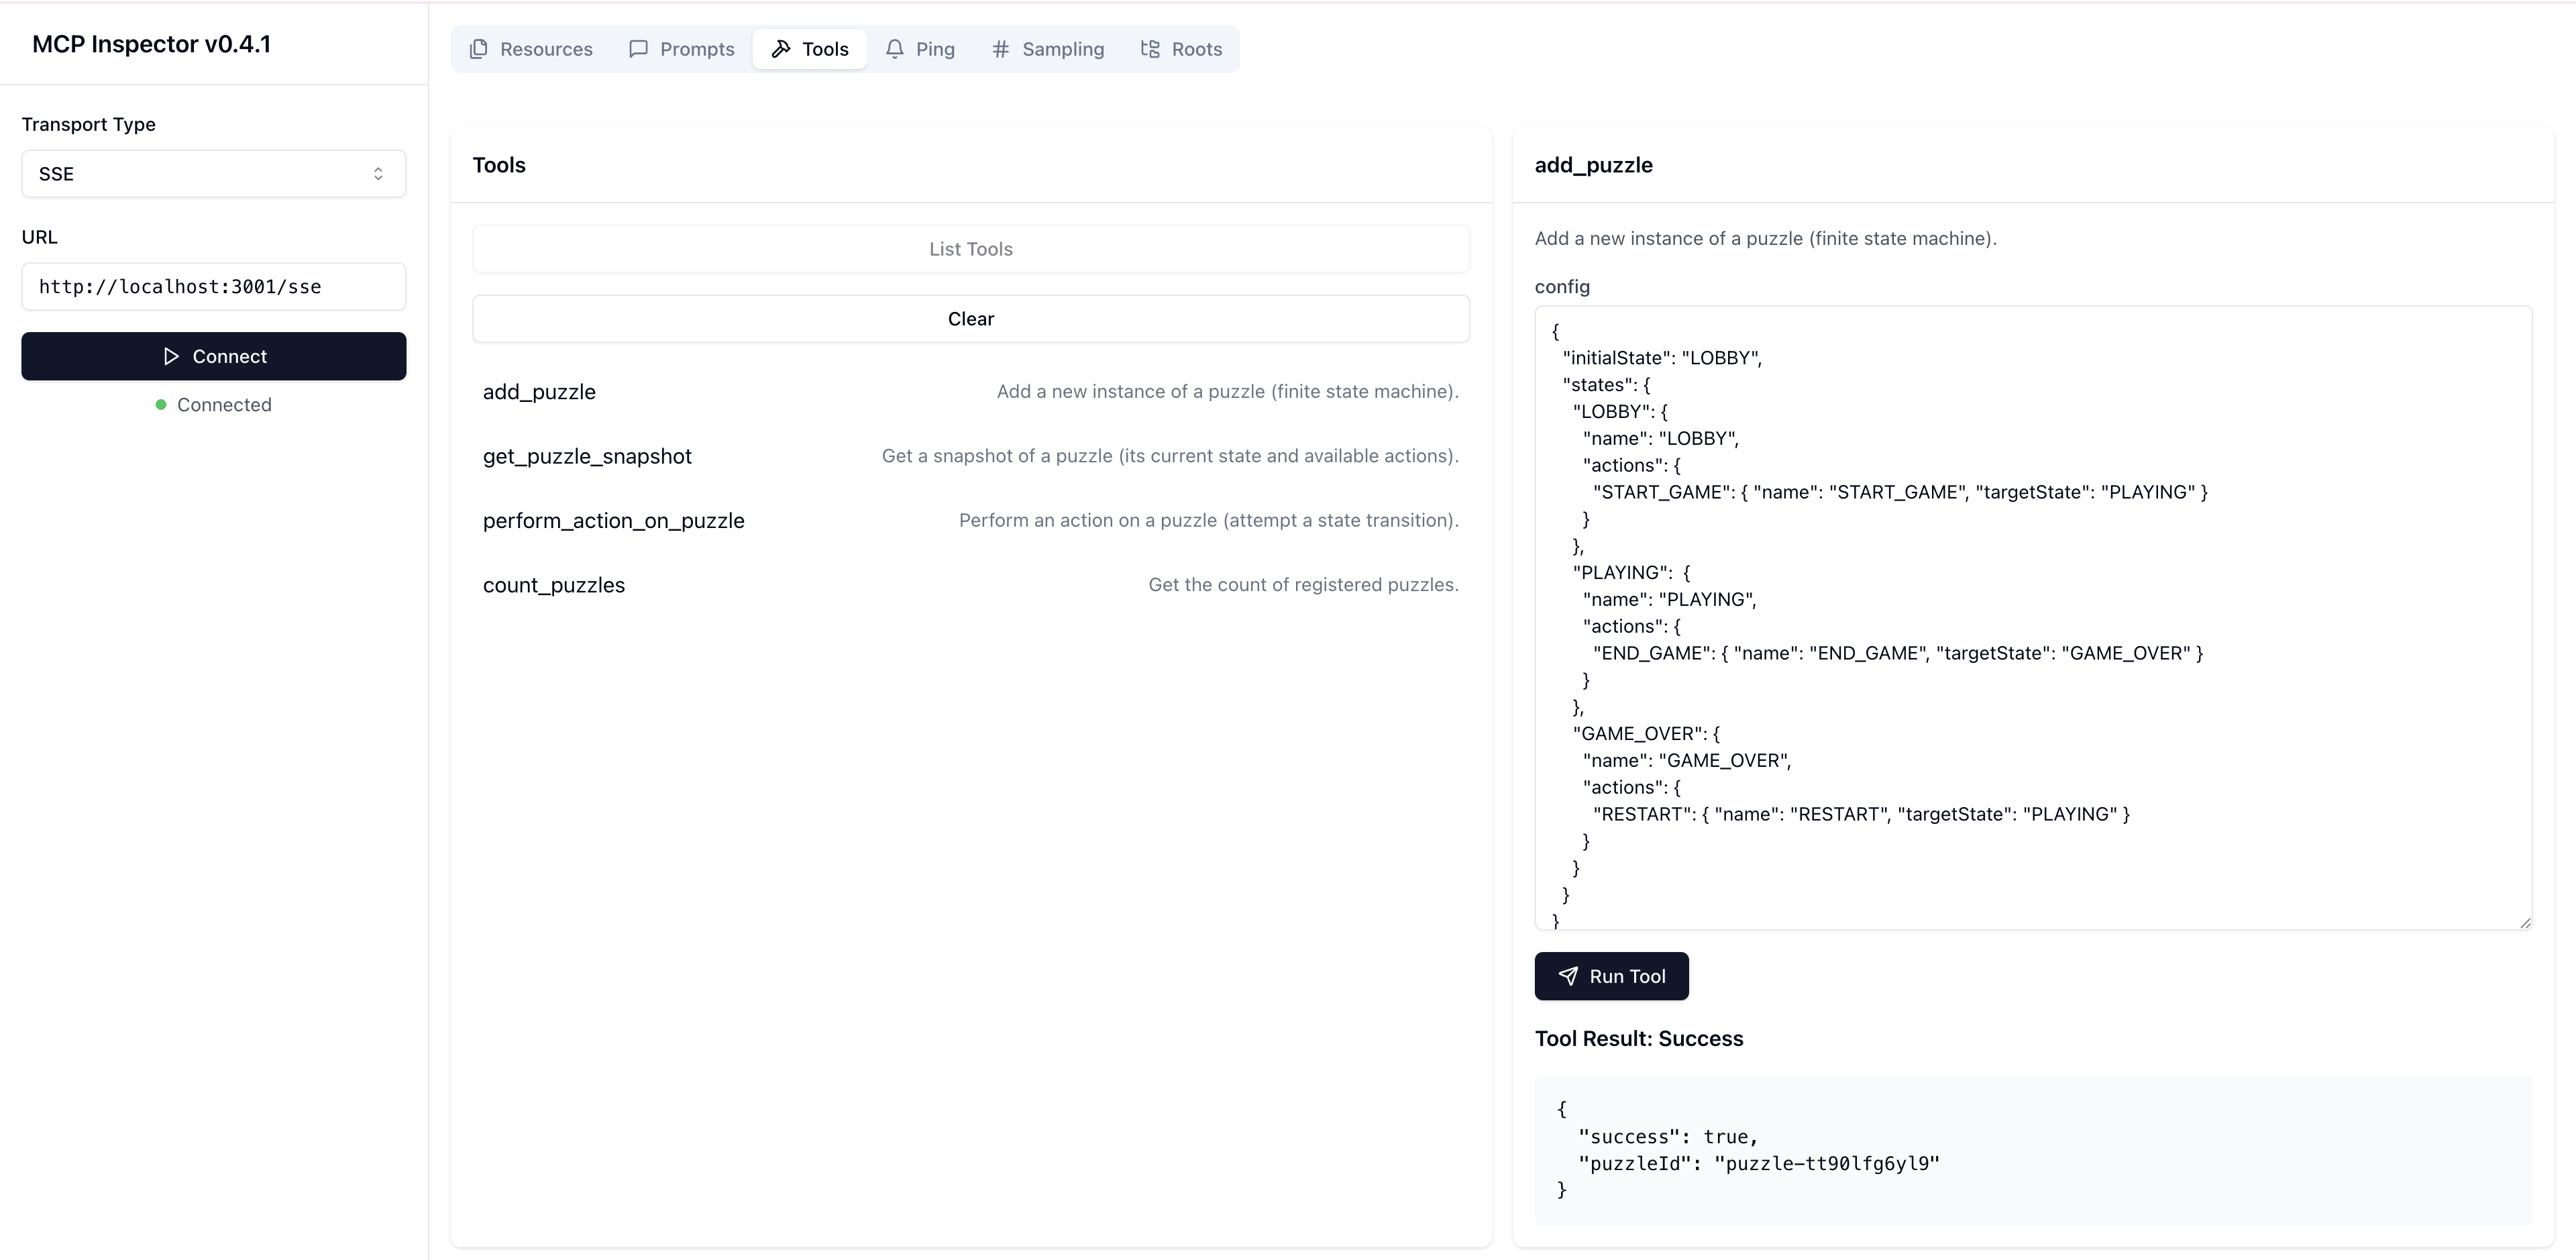 MCP Inspector v0.4.1
Transport Type
SSE
URL
http://localhost:3001/sse
Connect
Connected
Resources
Prompts
Tools
Ping
Sampling
Roots
Tools
List Tools
Clear
add_puzzle
Add a new instance of a puzzle (finite state machine).
get_puzzle_snapshot
Get a snapshot of a puzzle (its current state and available actions).
perform_action_on_puzzle
Perform an action on a puzzle (attempt a state transition).
count_puzzles
Get the count of registered puzzles.
add_puzzle
Add a new instance of a puzzle (finite state machine).
config
{
  "initialState": "LOBBY",
  "states": {
    "LOBBY": {
      "name": "LOBBY",
      "actions": {
        "START_GAME": { "name": "START_GAME", "targetState": "PLAYING" }
      }
    },
    "PLAYING":  {
      "name": "PLAYING",
      "actions": {
        "END_GAME": { "name": "END_GAME", "targetState": "GAME_OVER" }
      }
    },
    "GAME_OVER": {
      "name": "GAME_OVER",
      "actions": {
        "RESTART": { "name": "RESTART", "targetState": "PLAYING" }
      }
    }
  }
}
Run Tool
Tool Result: Success
{
  "success": true,
  "puzzleId": "puzzle-tt90lfg6yl9"
}